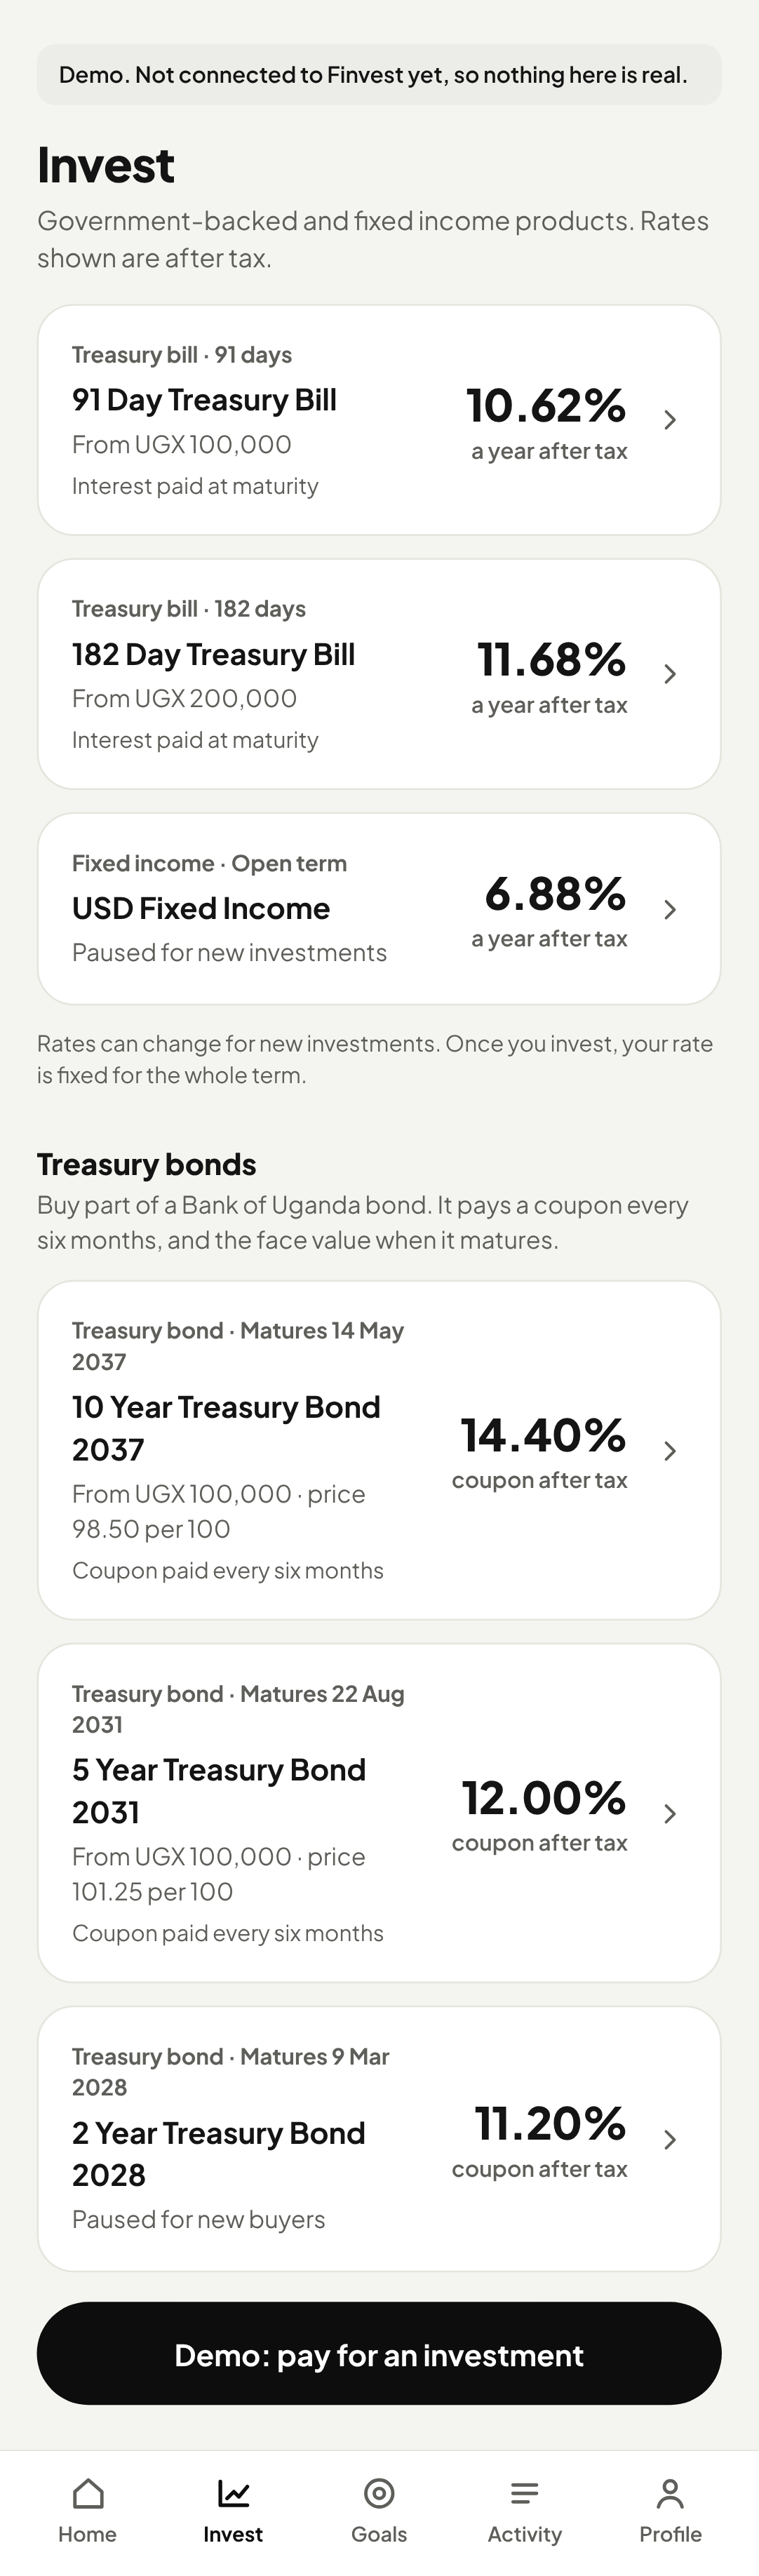 Demo. Not connected to Finvest yet, so nothing here is real.
Invest
Government-backed and fixed income products. Rates
shown are after tax.
Treasury bill · 91 days
91 Day Treasury Bill
From UGX 100,000
Interest paid at maturity
10.62%
a year after tax
Treasury bill · 182 days
182 Day Treasury Bill
From UGX 200,000
Interest paid at maturity
11.68%
a year after tax
Fixed income · Open term
USD Fixed Income
Paused for new investments
6.88%
a year after tax
Rates can change for new investments. Once you invest, your rate
is fixed for the whole term.
Treasury bonds
Buy part of a Bank of Uganda bond. It pays a coupon every
six months, and the face value when it matures.
Treasury bond · Matures 14 May
2037
10 Year Treasury Bond
2037
From UGX 100,000 · price
98.50 per 100
Coupon paid every six months
14.40%
coupon after tax
Treasury bond · Matures 22 Aug
2031
5 Year Treasury Bond
2031
From UGX 100,000 · price
101.25 per 100
Coupon paid every six months
12.00%
coupon after tax
Treasury bond · Matures 9 Mar
2028
2 Year Treasury Bond
2028
Paused for new buyers
11.20%
coupon after tax
Demo: pay for an investment
Home
Invest
Goals
Activity
Profile